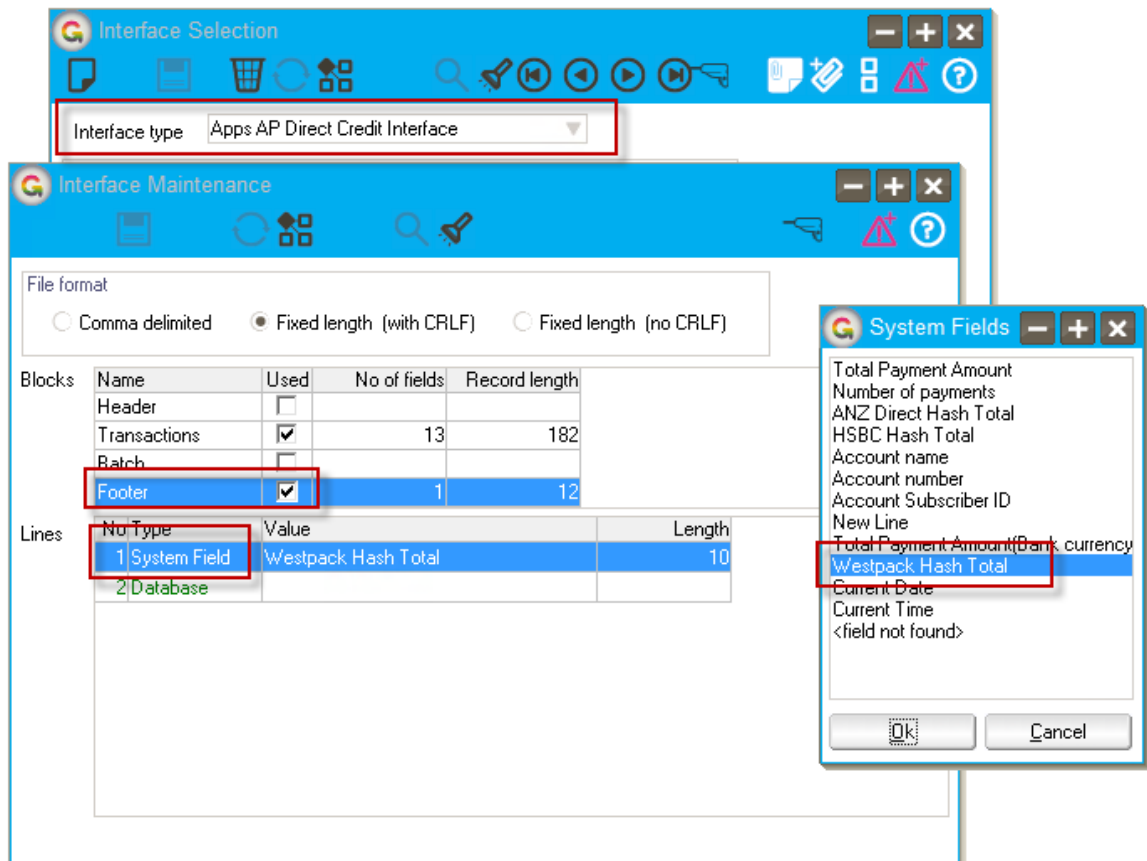 Interface Selection
Interface type Apps AP Direct Credit Interface
Interface Maintenance
File format
Comma delimited Fixed length (with CRLF) Fixed length (no CRLF)
Blocks Name Used No of fields Record length
Header
Transactions 13 182
Batch
Footer 1 12
Lines No Type Value Length
1 System Field Westpack Hash Total 10
2 Database
System Fields
Total Payment Amount
Number of payments
ANZ Direct Hash Total
HSBC Hash Total
Account name
Account number
Account Subscriber ID
New Line
Total Payment Amount(Bank currency
Westpack Hash Total
Current Date
Current Time
<field not found>
Ok Cancel